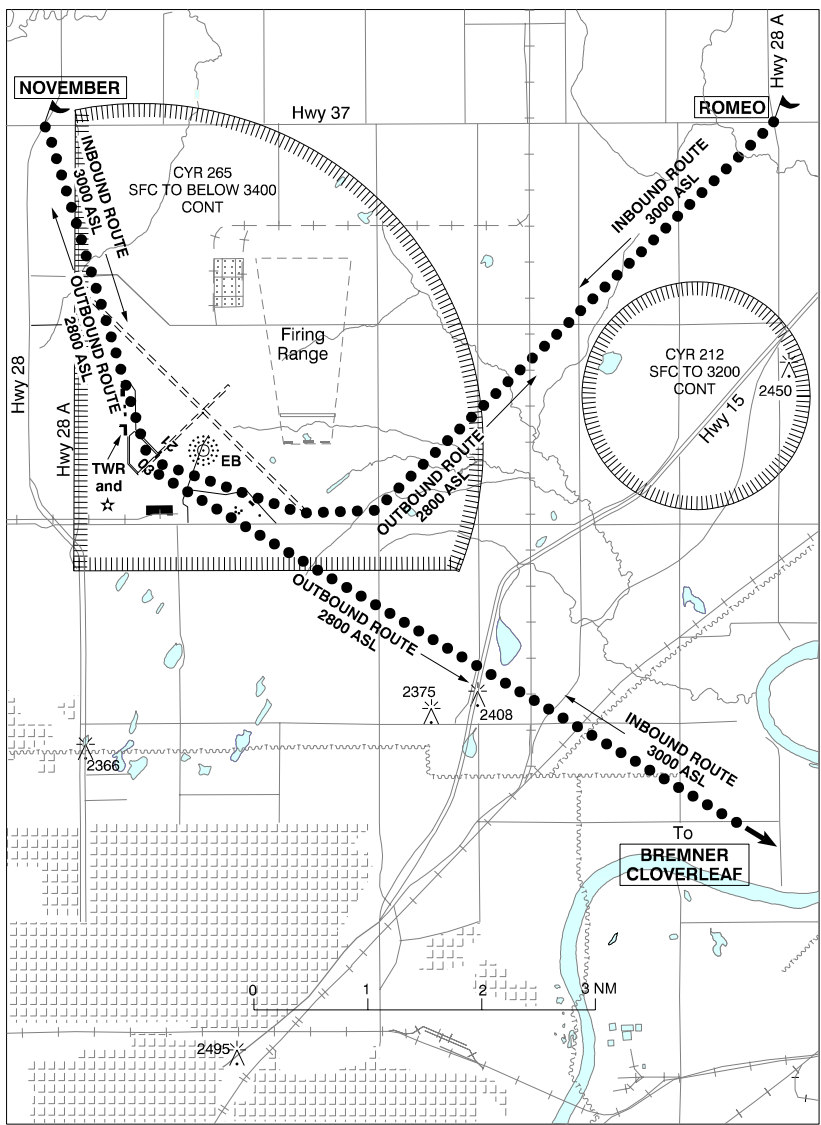 NOVEMBER
ROMEO
Hwy 28 A
Hwy 37
CYR 265
SFC TO BELOW 3400
CONT
INBOUND ROUTE
3000 ASL
INBOUND ROUTE
3000 ASL
OUTBOUND ROUTE
2800 ASL
Firing
Range
CYR 212
SFC TO 3200
CONT
2450
Hwy 15
Hwy 28
Hwy 28 A
21
03
EB
TWR
and
OUTBOUND ROUTE
2800 ASL
OUTBOUND ROUTE
2800 ASL
2375
2408
2366
INBOUND ROUTE
3000 ASL
To
BREMNER
CLOVERLEAF
0
1
2
3 NM
2495